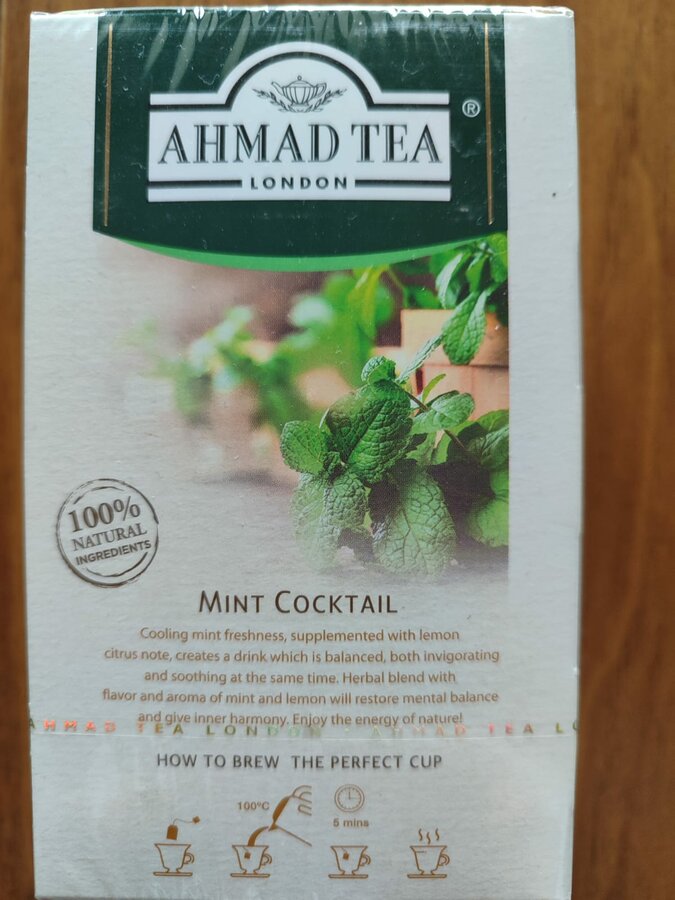 AHMAD TEA ®
LONDON
100%
NATURAL
INGREDIENTS
MINT COCKTAIL
Cooling mint freshness, supplemented with lemon
citrus note, creates a drink which is balanced, both invigorating
and soothing at the same time. Herbal blend with
flavor and aroma of mint and lemon will restore mental balance
and give inner harmony. Enjoy the energy of nature!
AHMAD TEA LONDON · AHMAD TEA LO
HOW TO BREW THE PERFECT CUP
100°C
5 mins